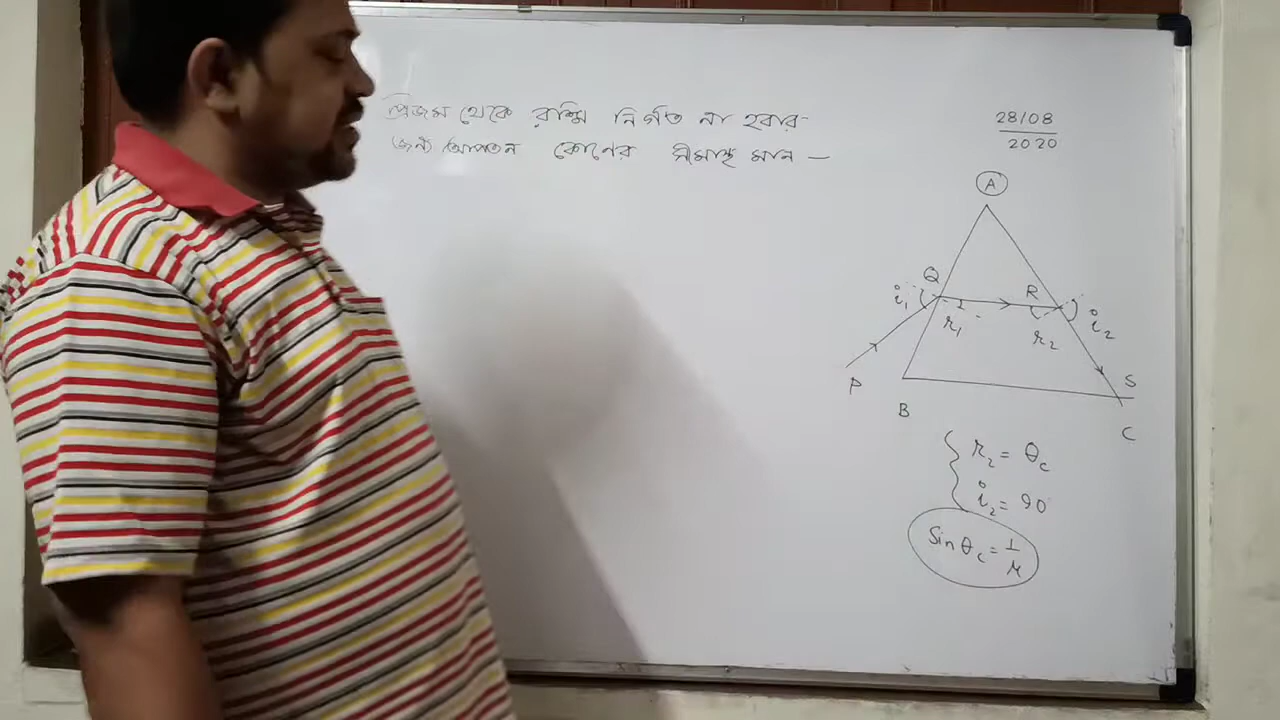 প্রিজম থেকে রশ্মি নির্গত না হবার
জন্য আপতন কোণের সীমাস্থ মান —
28/08
2020
A
Q
R
i₁
r₁
r₂
i₂
P
B
S
C
r₂ = θc
i₂ = 90
Sin θc = 1/μ